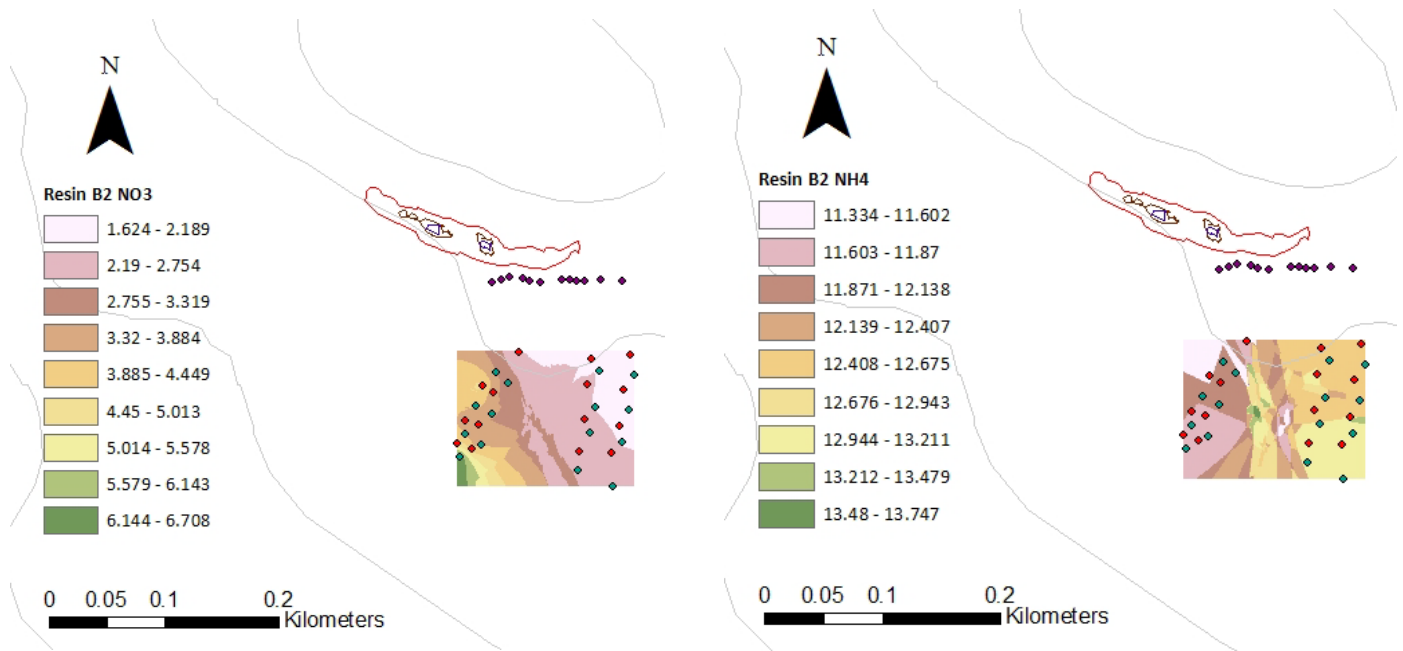 N
Resin B2 NO3
1.624 - 2.189
2.19 - 2.754
2.755 - 3.319
3.32 - 3.884
3.885 - 4.449
4.45 - 5.013
5.014 - 5.578
5.579 - 6.143
6.144 - 6.708
0 0.05 0.1 0.2
Kilometers
N
Resin B2 NH4
11.334 - 11.602
11.603 - 11.87
11.871 - 12.138
12.139 - 12.407
12.408 - 12.675
12.676 - 12.943
12.944 - 13.211
13.212 - 13.479
13.48 - 13.747
0 0.05 0.1 0.2
Kilometers